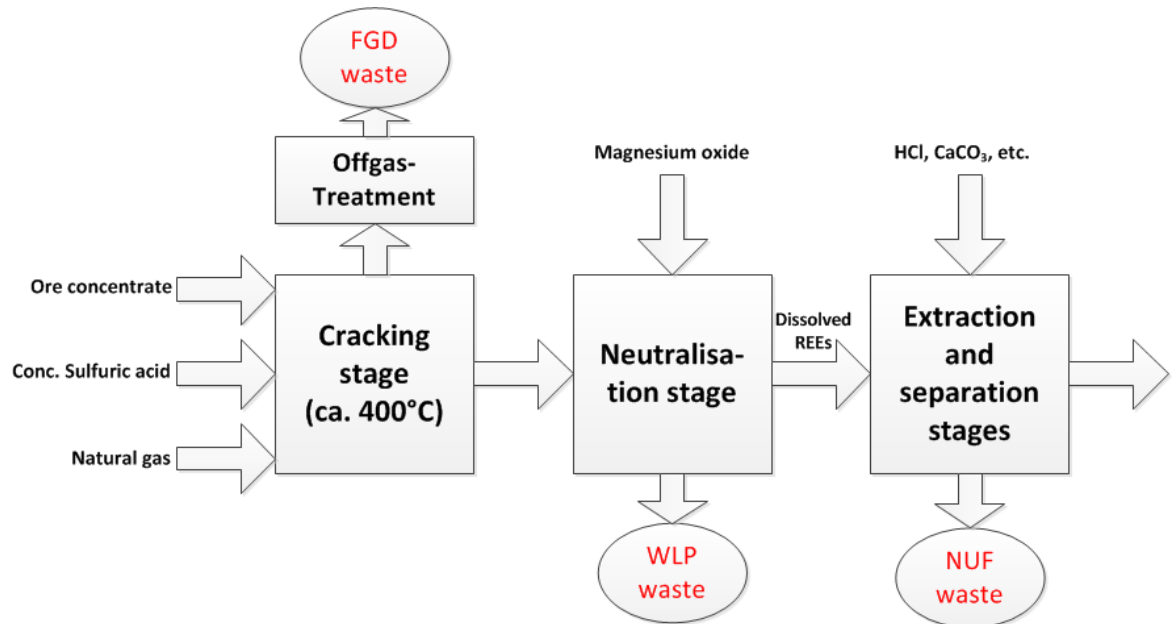 FGD
waste
Offgas-
Treatment
Magnesium oxide
HCl, CaCO₃, etc.
Ore concentrate
Conc. Sulfuric acid
Natural gas
Cracking
stage
(ca. 400°C)
Neutralisa-
tion stage
Dissolved
REEs
Extraction
and
separation
stages
WLP
waste
NUF
waste